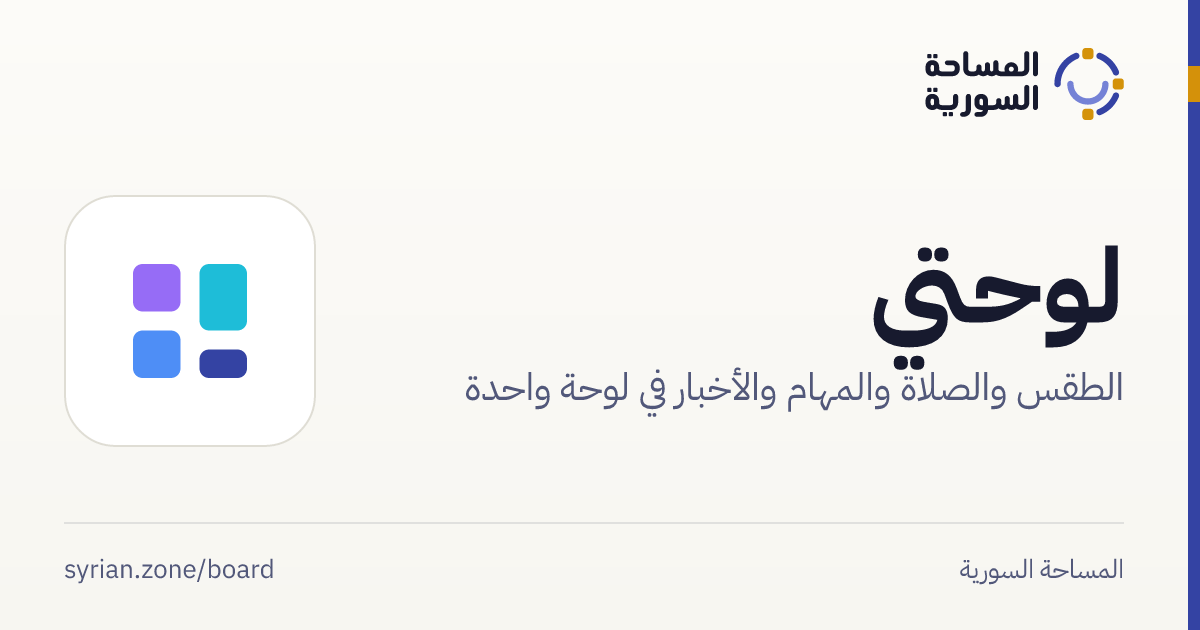 المساحة
السورية
لوحتي
الطقس والصلاة والمهام والأخبار في لوحة واحدة
المساحة السورية
syrian.zone/board